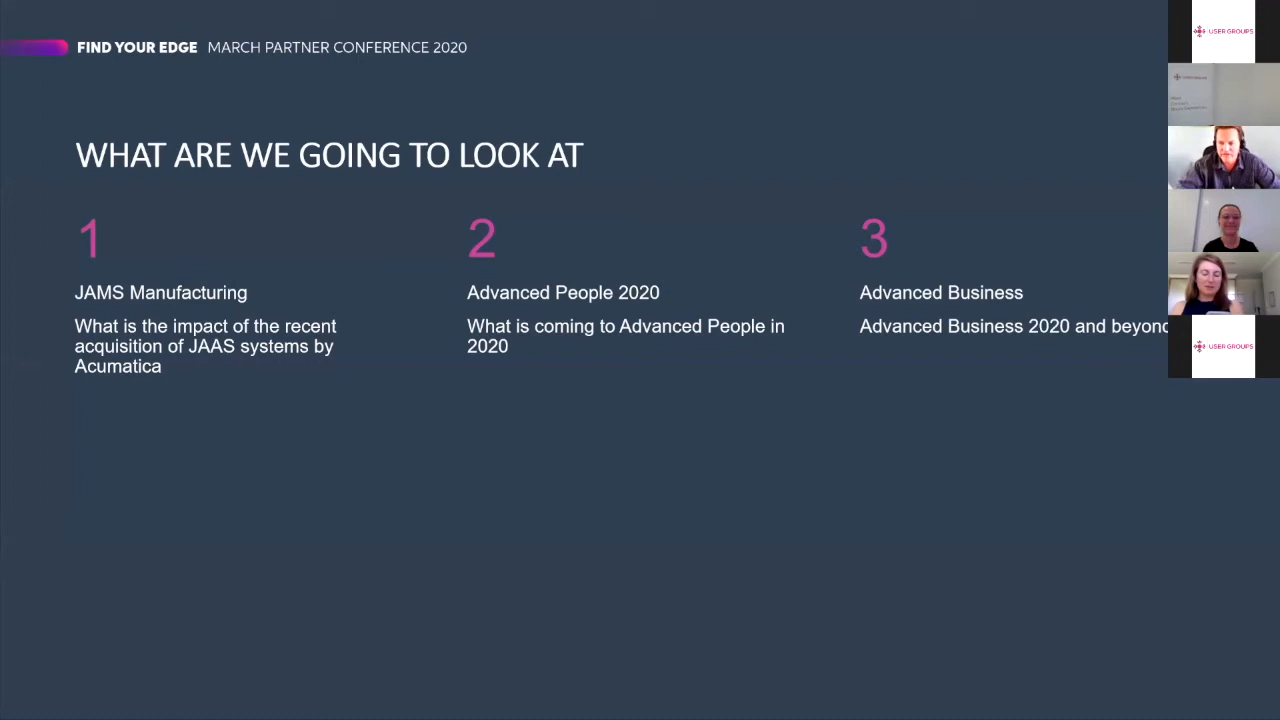 FIND YOUR EDGE MARCH PARTNER CONFERENCE 2020
WHAT ARE WE GOING TO LOOK AT
1
JAMS Manufacturing
What is the impact of the recent
acquisition of JAAS systems by
Acumatica
2
Advanced People 2020
What is coming to Advanced People in
2020
3
Advanced Business
Advanced Business 2020 and beyond
USER GROUPS
USER GROUPS